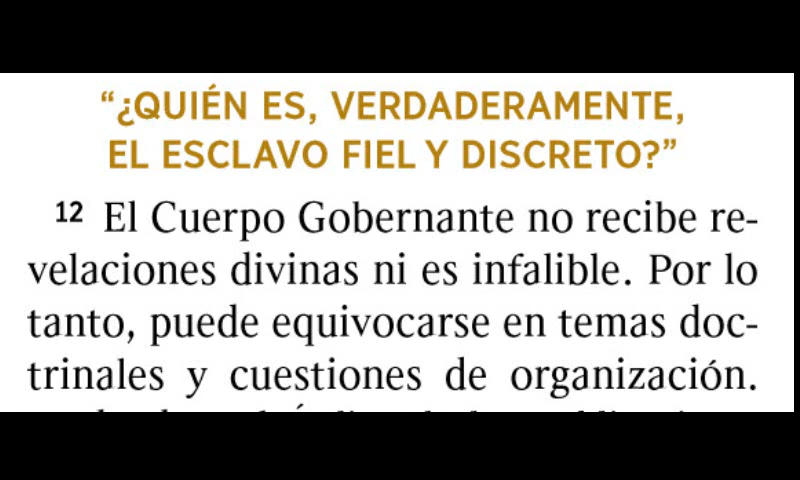 “¿QUIÉN ES, VERDADERAMENTE,
EL ESCLAVO FIEL Y DISCRETO?”
12 El Cuerpo Gobernante no recibe re-
velaciones divinas ni es infalible. Por lo
tanto, puede equivocarse en temas doc-
trinales y cuestiones de organización.